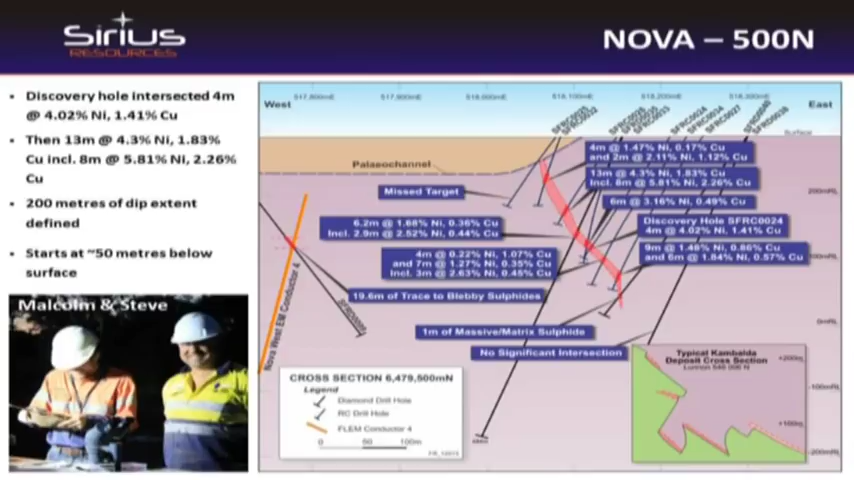 Sirius
RESOURCES
NOVA – 500N
Discovery hole intersected 4m
@ 4.02% Ni, 1.41% Cu
Then 13m @ 4.3% Ni, 1.83%
Cu incl. 8m @ 5.81% Ni, 2.26%
Cu
200 metres of dip extent
defined
Starts at ~50 metres below
surface
Malcolm & Steve
West
East
Surface
Palaeochannel
Missed Target
4m @ 1.47% Ni, 0.17% Cu
and 2m @ 2.11% Ni, 1.12% Cu
13m @ 4.3% Ni, 1.83% Cu
Incl. 8m @ 5.81% Ni, 2.26% Cu
6m @ 3.16% Ni, 0.49% Cu
6.2m @ 1.68% Ni, 0.36% Cu
Incl. 2.9m @ 2.52% Ni, 0.44% Cu
Discovery Hole SFRC0024
4m @ 4.02% Ni, 1.41% Cu
4m @ 0.22% Ni, 1.07% Cu
and 7m @ 1.27% Ni, 0.35% Cu
Incl. 3m @ 2.63% Ni, 0.45% Cu
9m @ 1.48% Ni, 0.66% Cu
and 6m @ 1.84% Ni, 0.57% Cu
19.6m of Trace to Blebby Sulphides
1m of Massive/Matrix Sulphide
No Significant Intersection
Nova West EM Conductor 4
CROSS SECTION 6,479,500mN
Legend
Diamond Drill Hole
RC Drill Hole
FLEM Conductor 4
0 50 100m
Typical Kambalda
Deposit Cross Section
200mRL
0mRL
-100mRL
-200mRL